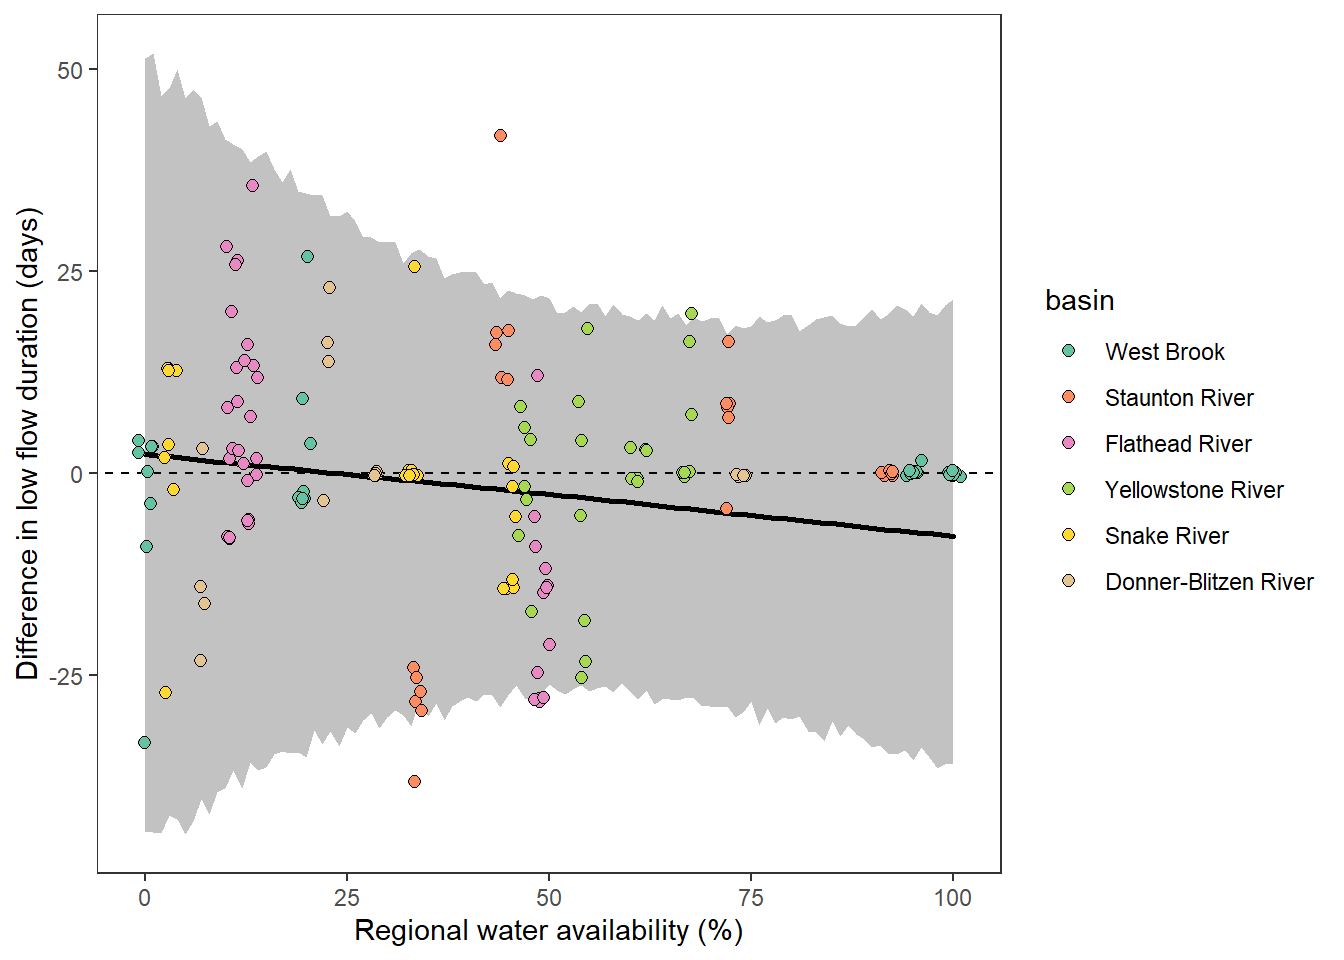 Difference in low flow duration (days)
50
25
0
-25
0
25
50
75
100
Regional water availability (%)
basin
West Brook
Staunton River
Flathead River
Yellowstone River
Snake River
Donner-Blitzen River